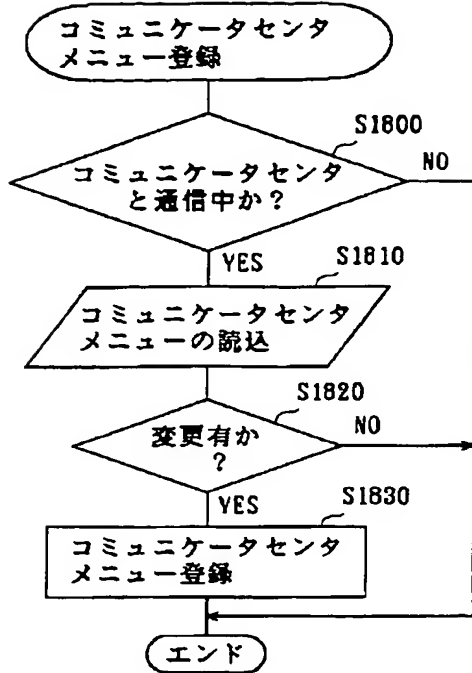 コミュニケータセンタ
メニュー登録
S1800
コミュニケータセンタ
と通信中か？
NO
YES
S1810
コミュニケータセンタ
メニューの読込
S1820
変更有か
？
NO
YES
S1830
コミュニケータセンタ
メニュー登録
エンド